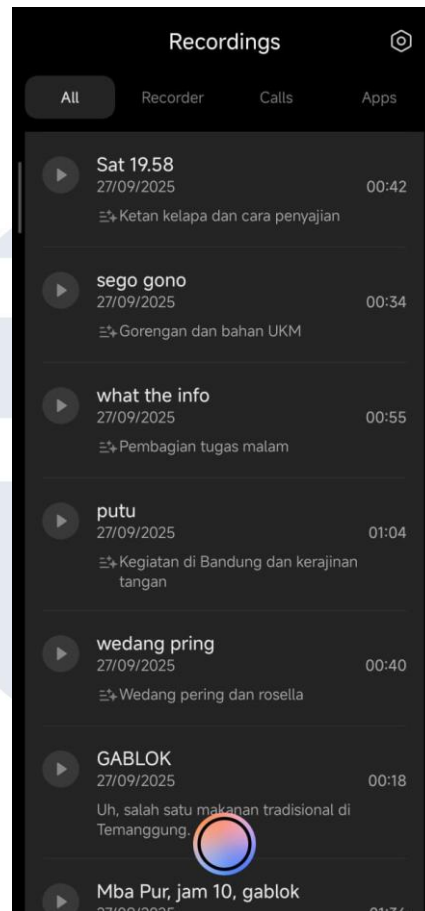 Recordings
All Recorder Calls Apps
Sat 19.58
27/09/2025 00:42
Ketan kelapa dan cara penyajian
sego gono
27/09/2025 00:34
Gorengan dan bahan UKM
what the info
27/09/2025 00:55
Pembagian tugas malam
putu
27/09/2025 01:04
Kegiatan di Bandung dan kerajinan
tangan
wedang pring
27/09/2025 00:40
Wedang pering dan rosella
GABLOK
27/09/2025 00:18
Uh, salah satu makanan tradisional di
Temanggung.
Mba Pur, jam 10, gablok